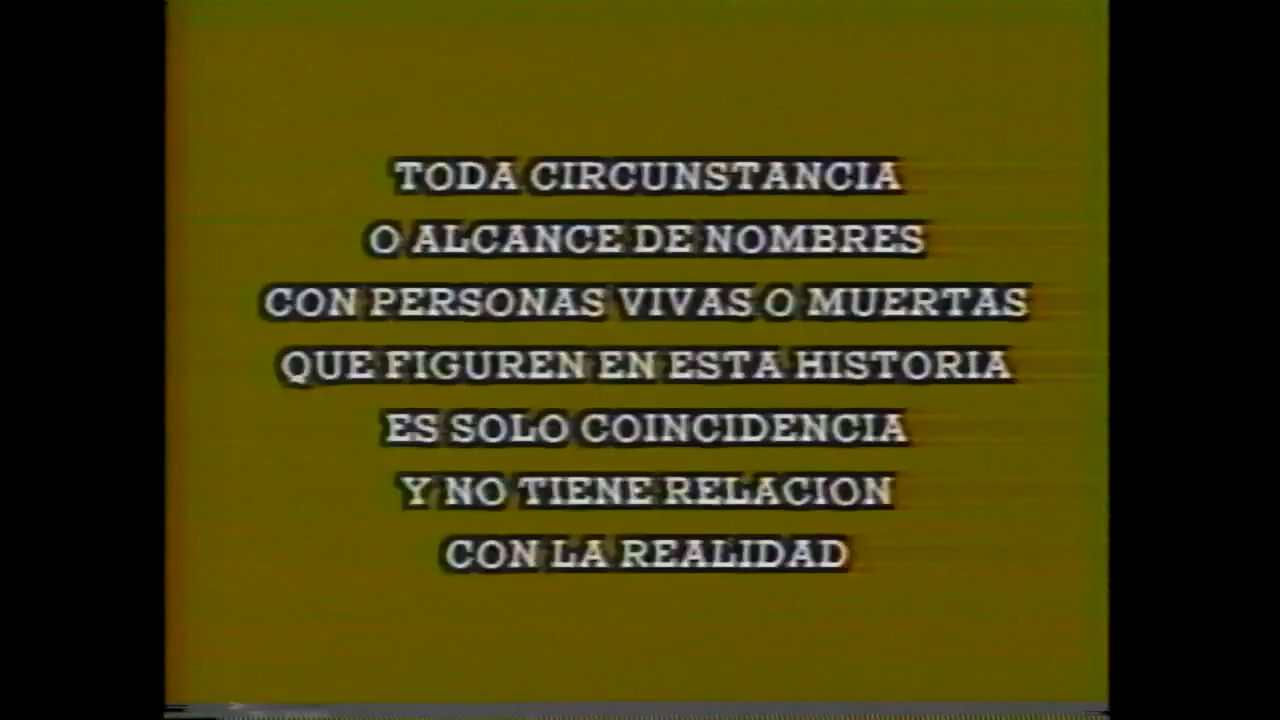 TODA CIRCUNSTANCIA
O ALCANCE DE NOMBRES
CON PERSONAS VIVAS O MUERTAS
QUE FIGUREN EN ESTA HISTORIA
ES SOLO COINCIDENCIA
Y NO TIENE RELACION
CON LA REALIDAD